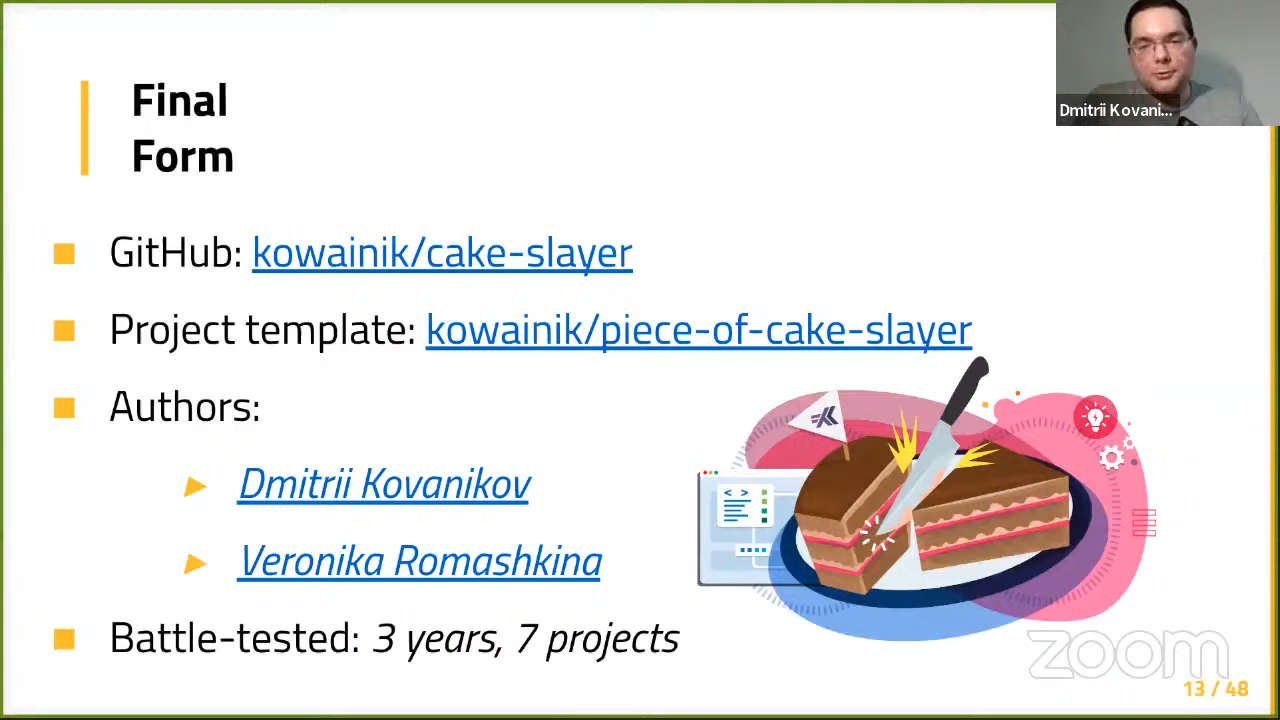 Final
Form
Dmitrii Kovani...
GitHub: kowainik/cake-slayer
Project template: kowainik/piece-of-cake-slayer
Authors:
Dmitrii Kovanikov
Veronika Romashkina
Battle-tested: 3 years, 7 projects
< >
zoom
13 / 48